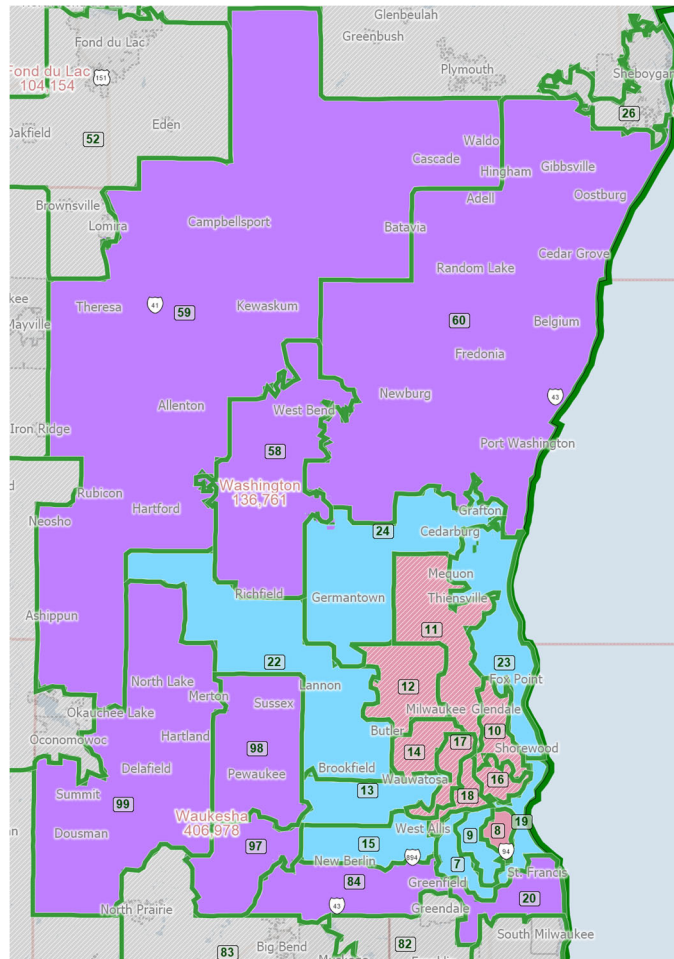 Glenbeulah
Greenbush
Fond du Lac
Fond du Lac
104,154
151
Plymouth
Sheboygan
26
Oakfield
52
Eden
Waldo
Cascade
Hingham
Gibbsville
Adell
Oostburg
Brownsville
Lomira
Campbellsport
Batavia
Cedar Grove
Random Lake
kee
Mayville
Theresa
41
59
Kewaskum
60
Belgium
Fredonia
Newburg
43
Allenton
West Bend
Iron Ridge
58
Port Washington
Washington
136,761
d
Rubicon
Hartford
Neosho
Grafton
24
Cedarburg
Mequon
Richfield
Germantown
Thiensville
Ashippun
11
22
23
North Lake
Lannon
12
Fox Point
Merton
Sussex
Okauchee Lake
Milwaukee
Glendale
Hartland
Butler
10
Oconomowoc
98
14
17
Shorewood
Delafield
Pewaukee
Brookfield
Wauwatosa
16
Summit
99
13
18
Waukesha
406,978
an
Dousman
West Allis
19
97
15
9
8
New Berlin
894
7
94
St. Francis
84
Greenfield
20
North Prairie
43
Greendale
South Milwaukee
83
Big Bend
82